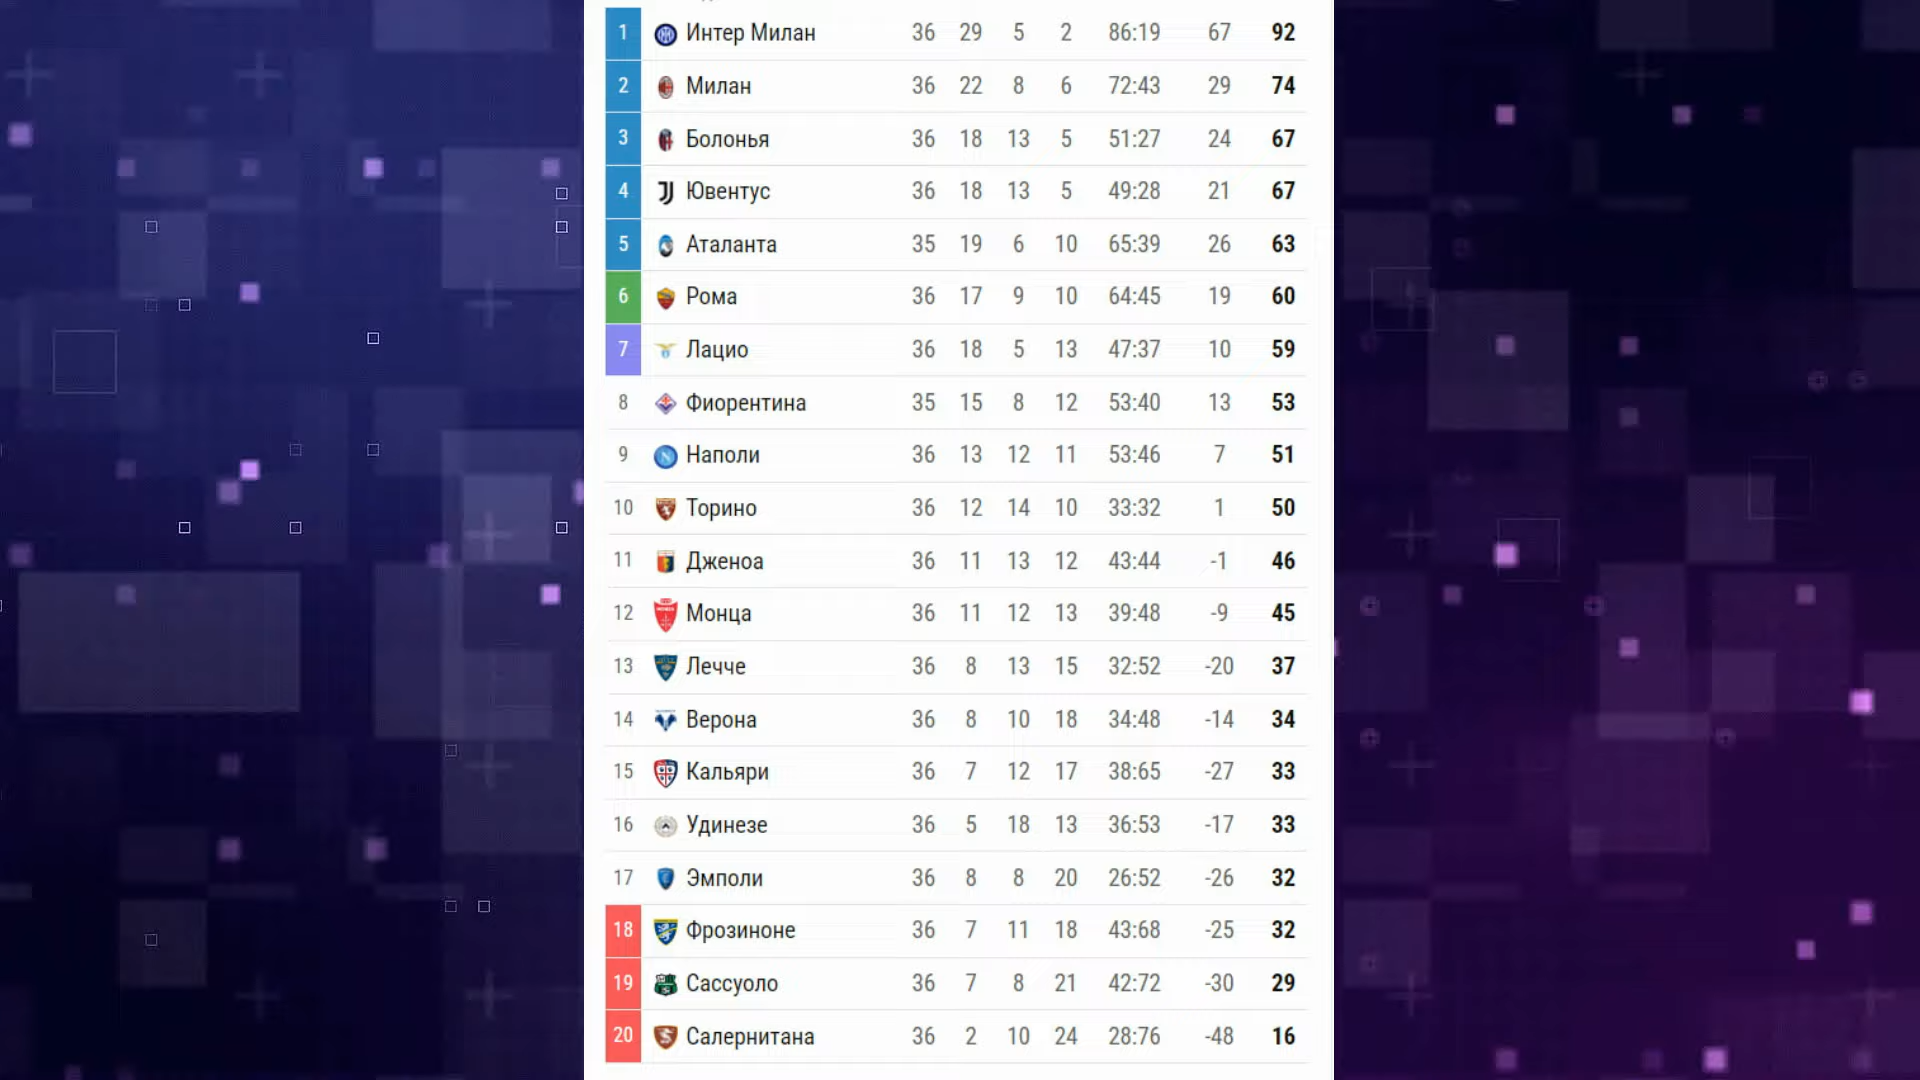 1 Интер Милан 36 29 5 2 86:19 67 92
2 Милан 36 22 8 6 72:43 29 74
3 Болонья 36 18 13 5 51:27 24 67
4 Ювентус 36 18 13 5 49:28 21 67
5 Аталанта 35 19 6 10 65:39 26 63
6 Рома 36 17 9 10 64:45 19 60
7 Лацио 36 18 5 13 47:37 10 59
8 Фиорентина 35 15 8 12 53:40 13 53
9 Наполи 36 13 12 11 53:46 7 51
10 Торино 36 12 14 10 33:32 1 50
11 Дженоа 36 11 13 12 43:44 -1 46
12 Монца 36 11 12 13 39:48 -9 45
13 Лечче 36 8 13 15 32:52 -20 37
14 Верона 36 8 10 18 34:48 -14 34
15 Кальяри 36 7 12 17 38:65 -27 33
16 Удинезе 36 5 18 13 36:53 -17 33
17 Эмполи 36 8 8 20 26:52 -26 32
18 Фрозиноне 36 7 11 18 43:68 -25 32
19 Сассуоло 36 7 8 21 42:72 -30 29
20 Салернитана 36 2 10 24 28:76 -48 16